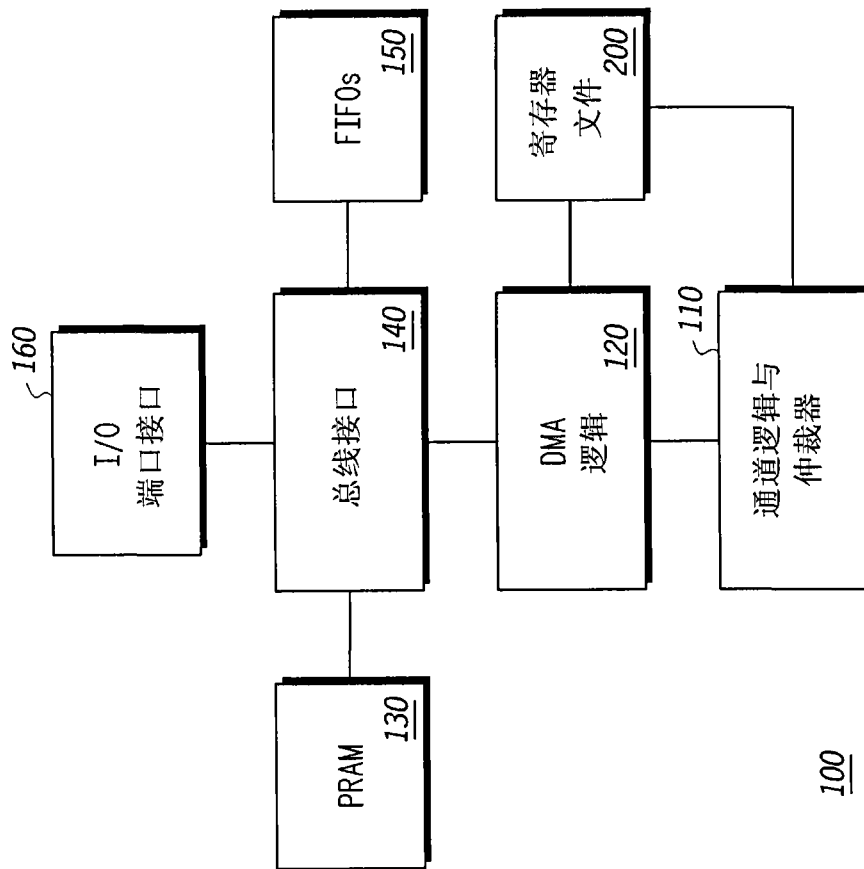 160
I/O
端口接口
FIFOs
150
总线接口
140
PRAM
130
寄存器
文件
200
DMA
逻辑
120
110
通道逻辑与
仲裁器
100